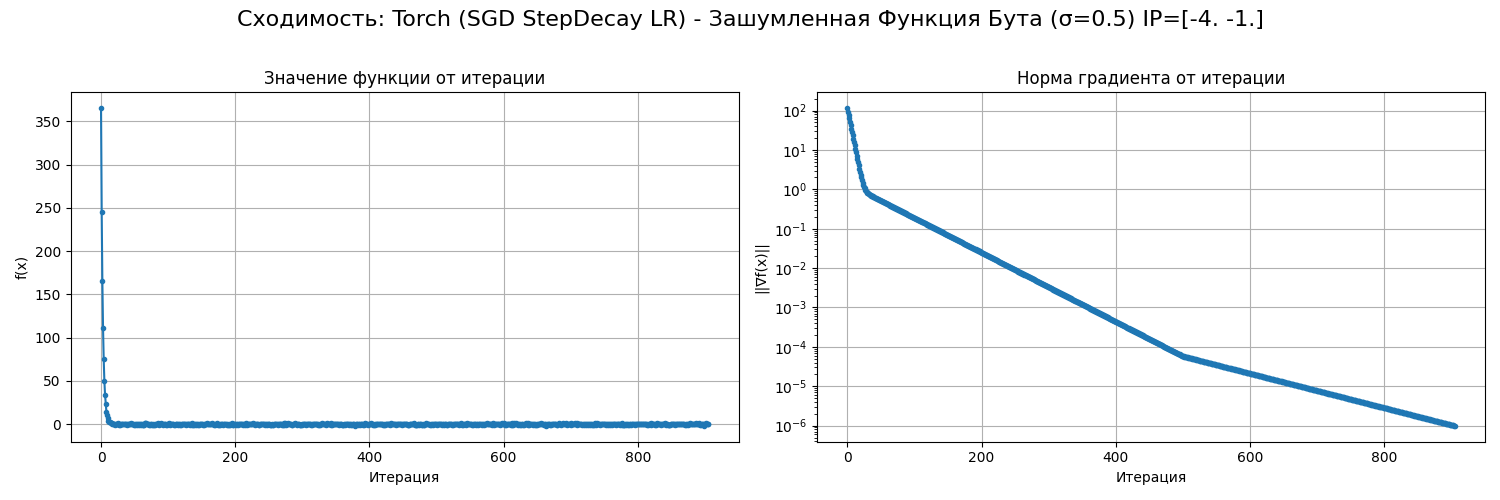 Сходимость: Torch (SGD StepDecay LR) - Зашумленная Функция Бута (σ=0.5) IP=[-4. -1.]
Значение функции от итерации
f(x)
350
300
250
200
150
100
50
0
0 200 400 600 800
Итерация
Норма градиента от итерации
||∇f(x)||
10²
10¹
10⁰
10⁻¹
10⁻²
10⁻³
10⁻⁴
10⁻⁵
10⁻⁶
0 200 400 600 800
Итерация